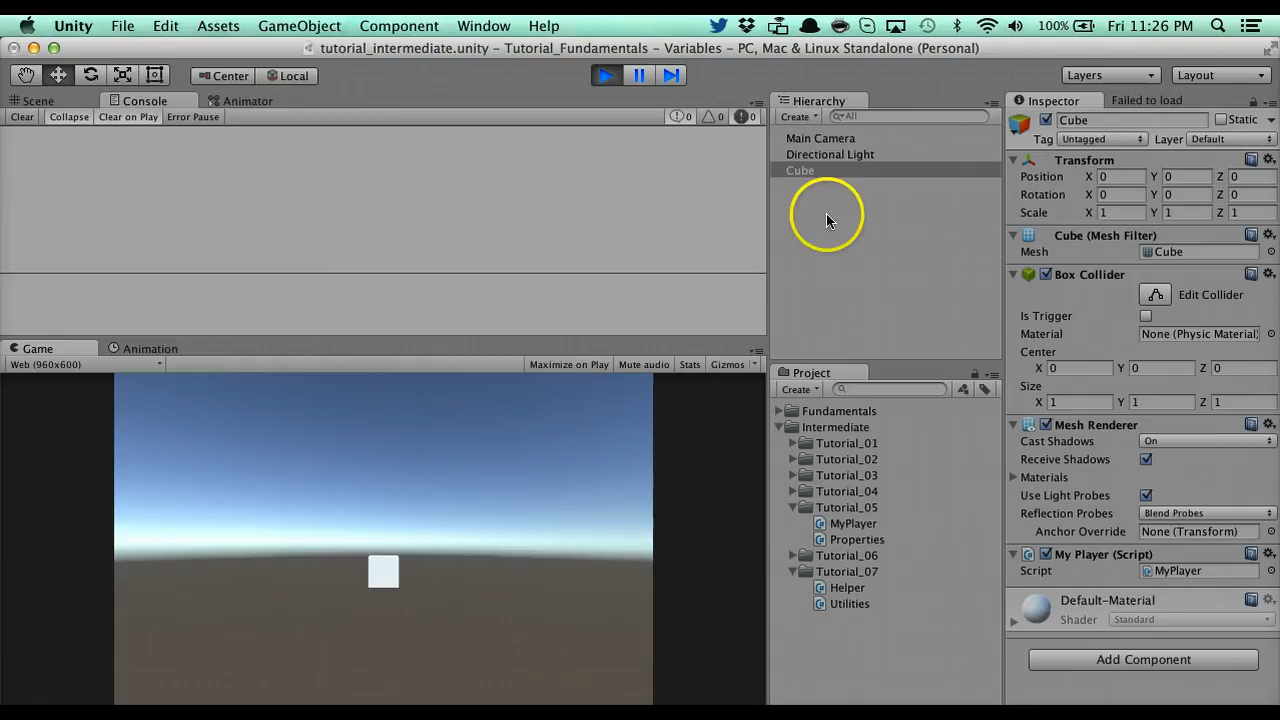 Unity File Edit Assets GameObject Component Window Help 100% Fri 11:26 PM
tutorial_intermediate.unity - Tutorial_Fundamentals - Variables - PC, Mac & Linux Standalone (Personal)
Center Local Layers Layout
Scene Console Animator
Clear Collapse Clear on Play Error Pause 0 0 0
Hierarchy
Create All
Main Camera
Directional Light
Cube
Game Animation
Web (960x600) Maximize on Play Mute audio Stats Gizmos
Project
Create
Fundamentals
Intermediate
Tutorial_01
Tutorial_02
Tutorial_03
Tutorial_04
Tutorial_05
MyPlayer
Properties
Tutorial_06
Tutorial_07
Helper
Utilities
Inspector Failed to load
Cube Static
Tag Untagged Layer Default
Transform
Position X 0 Y 0 Z 0
Rotation X 0 Y 0 Z 0
Scale X 1 Y 1 Z 1
Cube (Mesh Filter)
Mesh Cube
Box Collider
Edit Collider
Is Trigger
Material None (Physic Material)
Center
X 0 Y 0 Z 0
Size
X 1 Y 1 Z 1
Mesh Renderer
Cast Shadows On
Receive Shadows
Materials
Use Light Probes
Reflection Probes Blend Probes
Anchor Override None (Transform)
My Player (Script)
Script MyPlayer
Default-Material
Shader Standard
Add Component